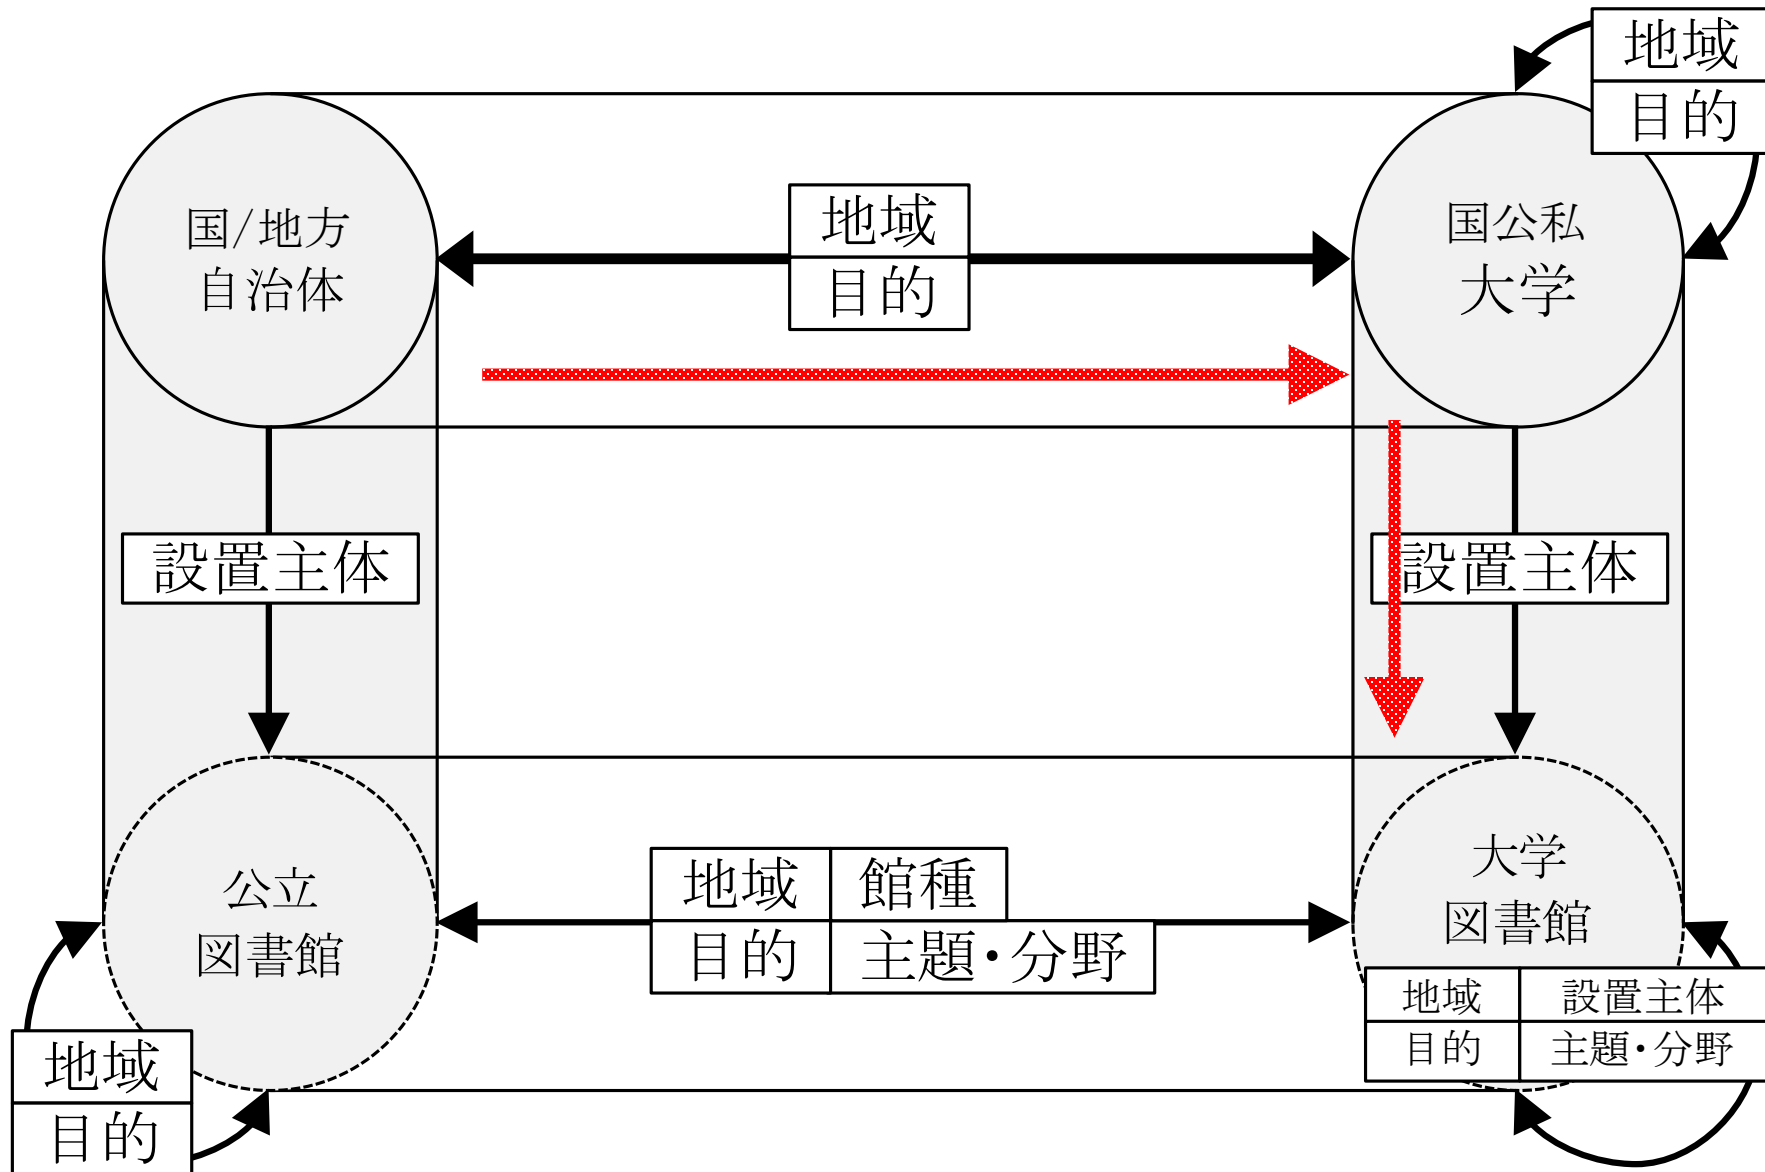 地域
目的
国/地方
自治体
地域
目的
国公私
大学
設置主体
設置主体
公立
図書館
地域 館種
目的 主題・分野
大学
図書館
地域 設置主体
目的 主題・分野
地域
目的